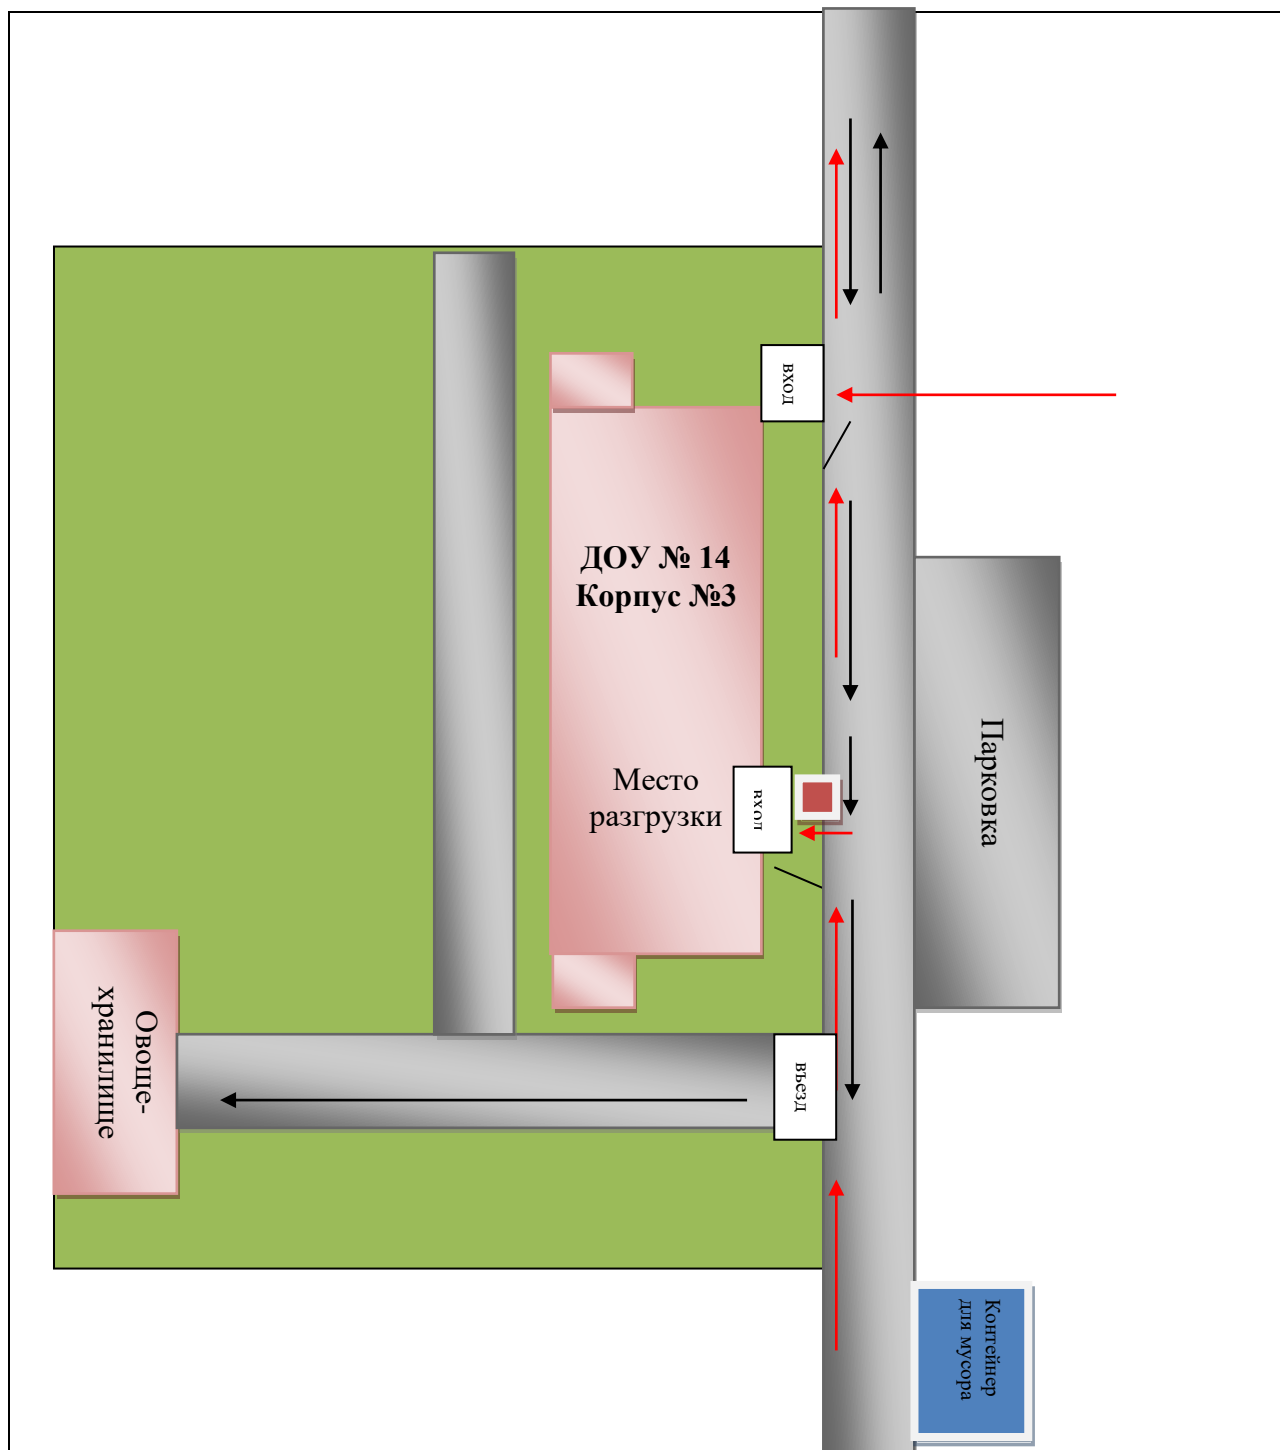 вход
ДОУ № 14
Корпус №3
Парковка
Место
разгрузки
вход
Овоще-
хранилище
въезд
Контейнер
для мусора